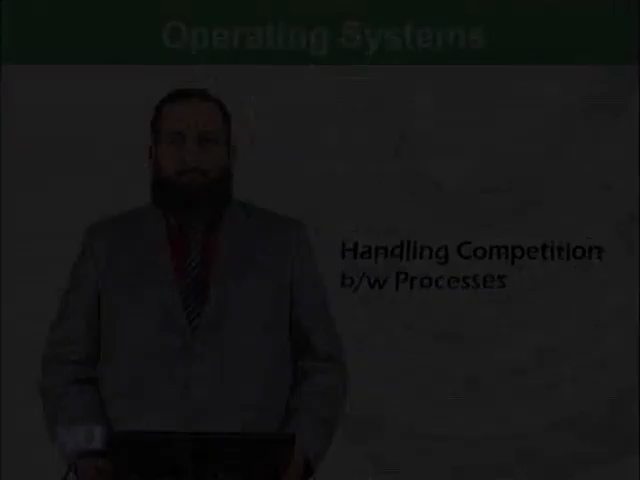 Operating Systems
Handling Competition
b/w Processes